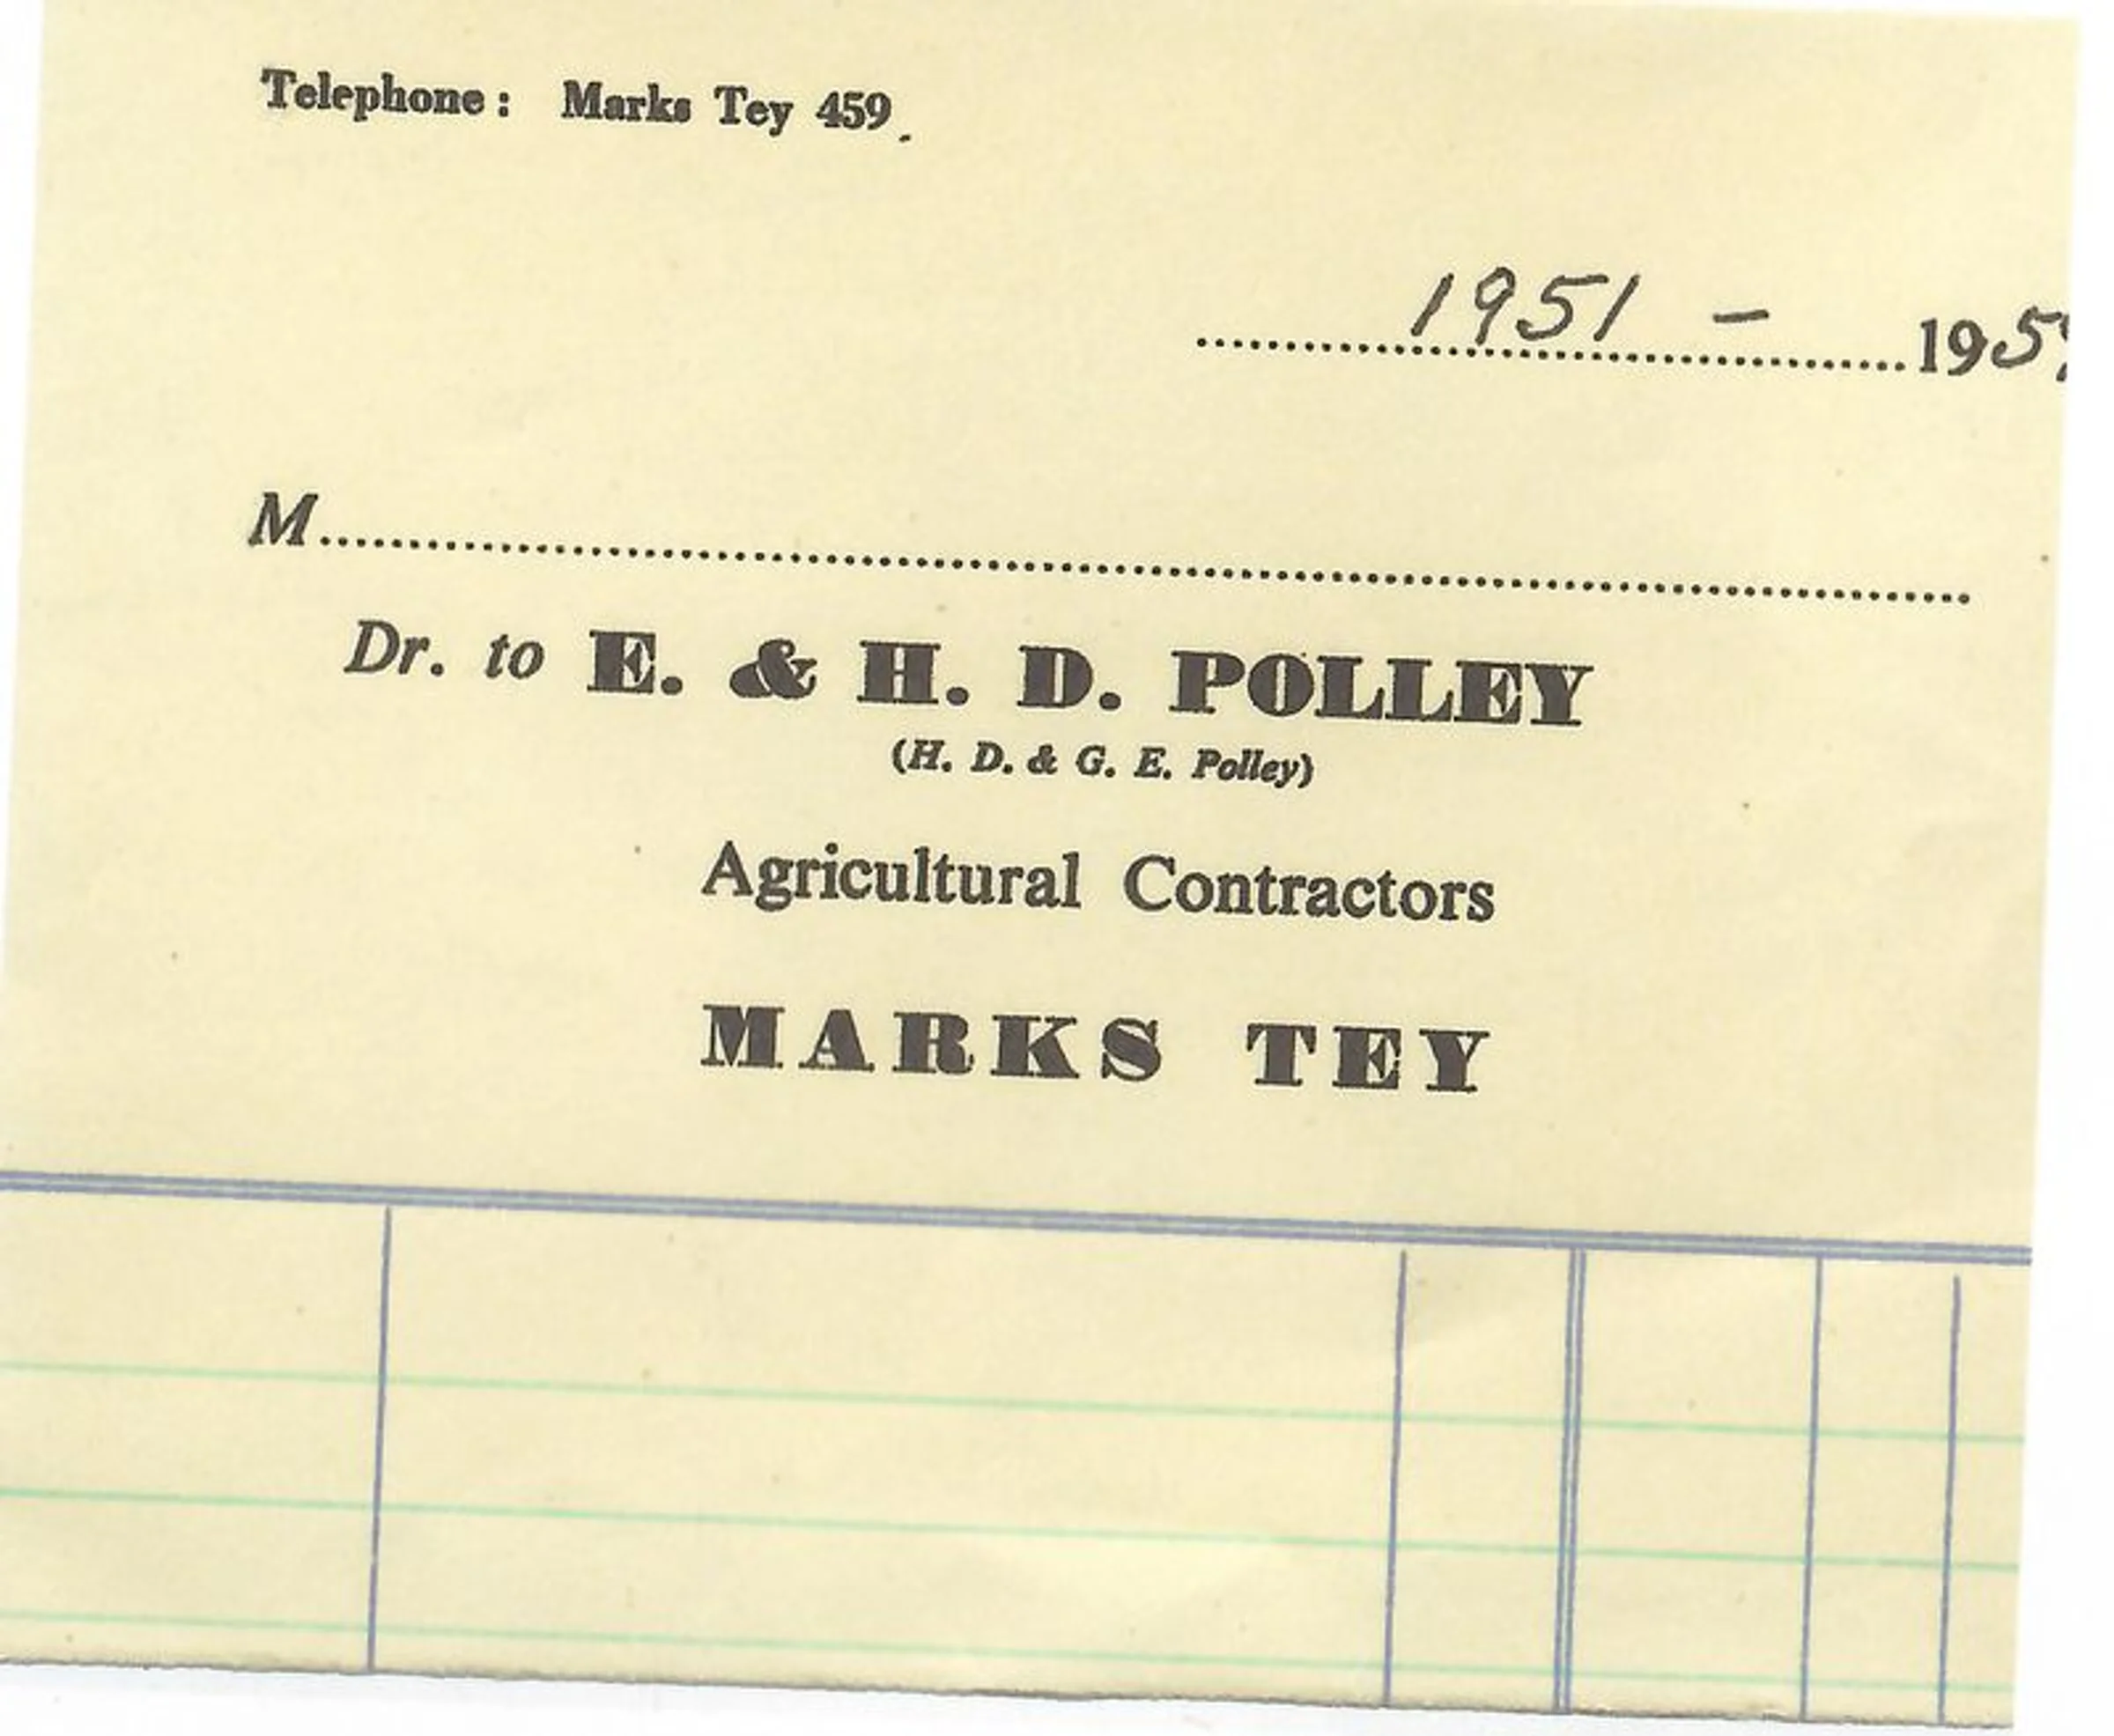 Telephone: Marks Tey 459
1951 –
M
Dr. to E. & H. D. POLLEY
(H. D. & G. E. Polley)
Agricultural Contractors
MARKS TEY